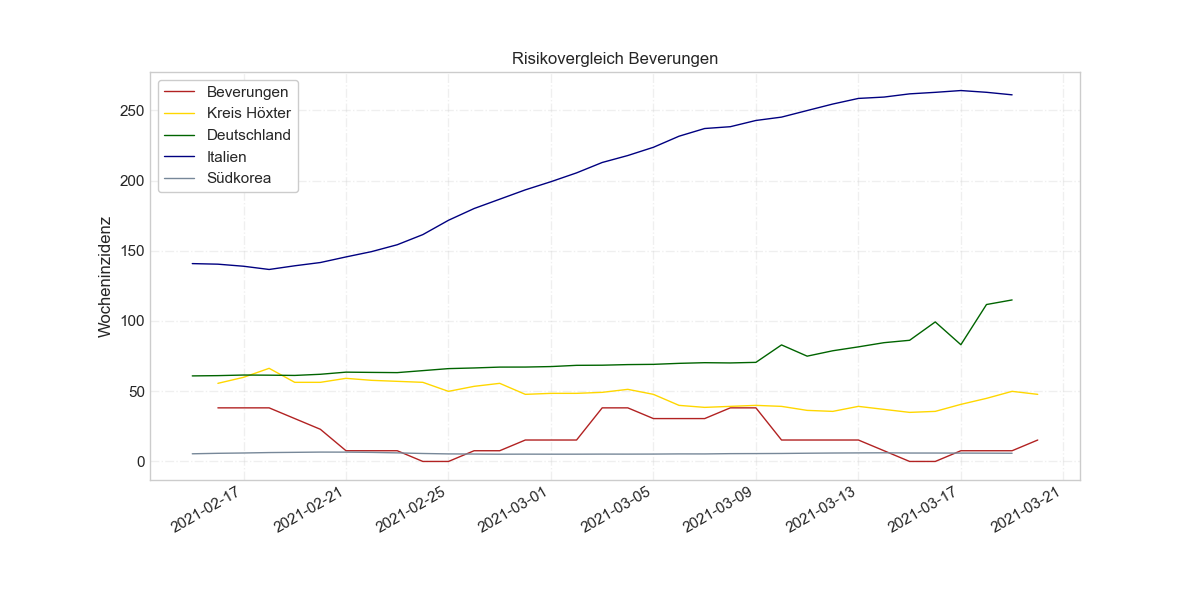 Risikovergleich Beverungen
Beverungen
Kreis Höxter
Deutschland
Italien
Südkorea
Wocheninzidenz
250
200
150
100
50
0
2021-02-17
2021-02-21
2021-02-25
2021-03-01
2021-03-05
2021-03-09
2021-03-13
2021-03-17
2021-03-21